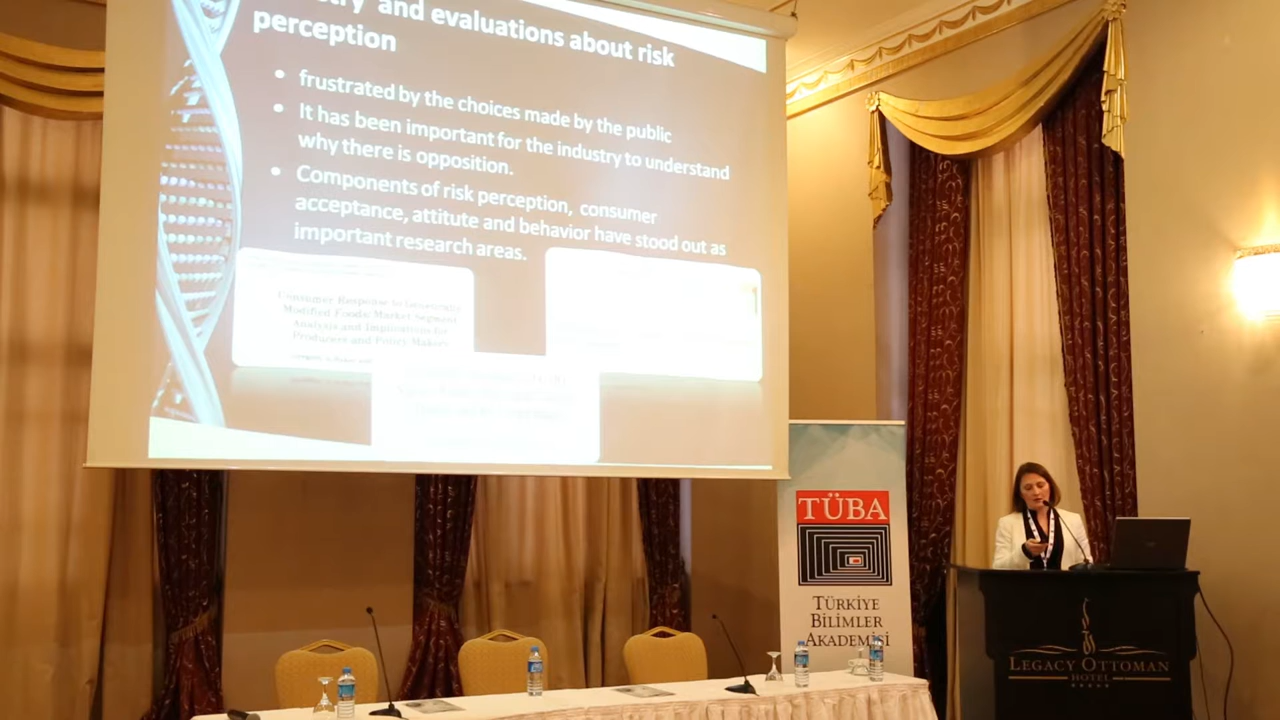 and evaluations about risk
perception
• frustrated by the choices made by the public
• It has been important for the industry to understand
why there is opposition.
• Components of risk perception, consumer
acceptance, attitute and behavior have stood out as
important research areas.
Consumer Response to
Modified Foods: Market Segment
Analysis and Implications for
Producers and Policy Makers
TÜBA
TÜRKİYE
BİLİMLER
AKADEMİSİ
LEGACY OTTOMAN
HOTEL